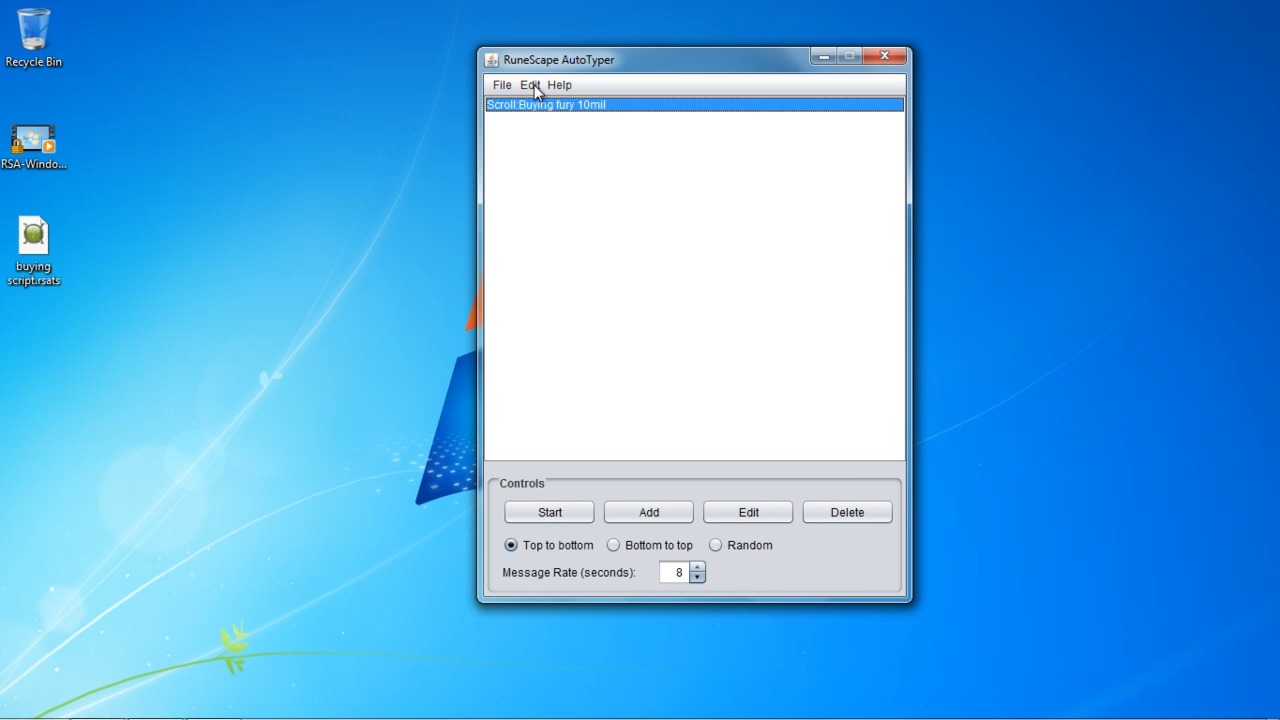 Recycle Bin
RSA-Windo...
buying
script.rsats
RuneScape AutoTyper
File Edit Help
Scroll:Buying fury 10mil
Controls
Start Add Edit Delete
Top to bottom Bottom to top Random
Message Rate (seconds): 8